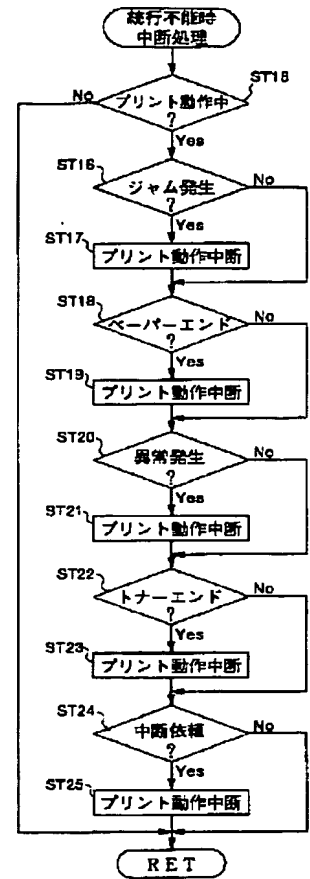 続行不能時
中断処理
ST15
No
プリント動作中
?
Yes
ST16
ジャム発生
No
?
Yes
ST17
プリント動作中断
ST18
ペーパーエンド
No
?
Yes
ST19
プリント動作中断
ST20
異常発生
No
?
Yes
ST21
プリント動作中断
ST22
トナーエンド
No
?
Yes
ST23
プリント動作中断
ST24
中断依頼
No
?
Yes
ST25
プリント動作中断
RET